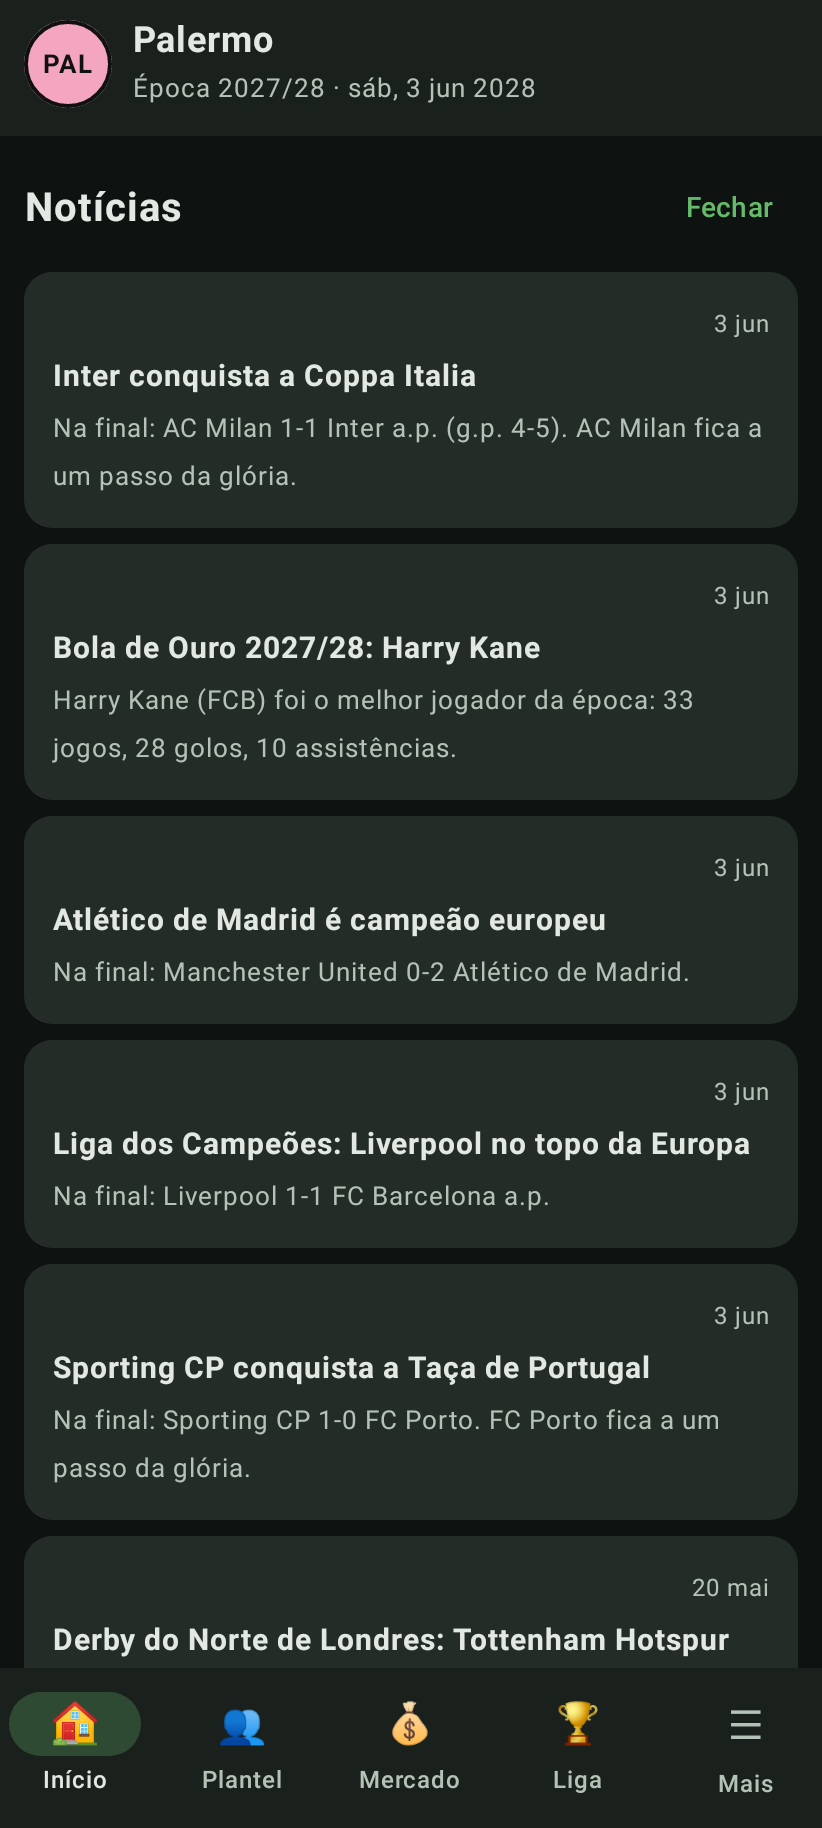 PAL
Palermo
Época 2027/28 · sáb, 3 jun 2028
Notícias
Fechar
3 jun
Inter conquista a Coppa Italia
Na final: AC Milan 1-1 Inter a.p. (g.p. 4-5). AC Milan fica a
um passo da glória.
3 jun
Bola de Ouro 2027/28: Harry Kane
Harry Kane (FCB) foi o melhor jogador da época: 33
jogos, 28 golos, 10 assistências.
3 jun
Atlético de Madrid é campeão europeu
Na final: Manchester United 0-2 Atlético de Madrid.
3 jun
Liga dos Campeões: Liverpool no topo da Europa
Na final: Liverpool 1-1 FC Barcelona a.p.
3 jun
Sporting CP conquista a Taça de Portugal
Na final: Sporting CP 1-0 FC Porto. FC Porto fica a um
passo da glória.
20 mai
Derby do Norte de Londres: Tottenham Hotspur
Início
Plantel
Mercado
Liga
Mais